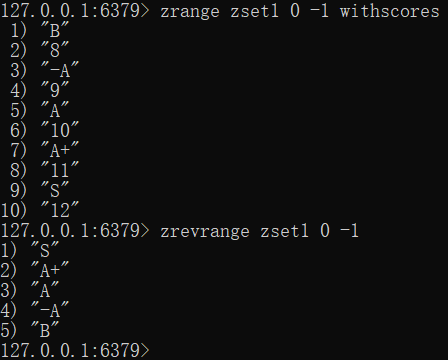 127.0.0.1:6379> zrange zset1 0 -1 withscores
1) "B"
2) "8"
3) "-A"
4) "9"
5) "A"
6) "10"
7) "A+"
8) "11"
9) "S"
10) "12"
127.0.0.1:6379> zrevrange zset1 0 -1
1) "S"
2) "A+"
3) "A"
4) "-A"
5) "B"
127.0.0.1:6379>